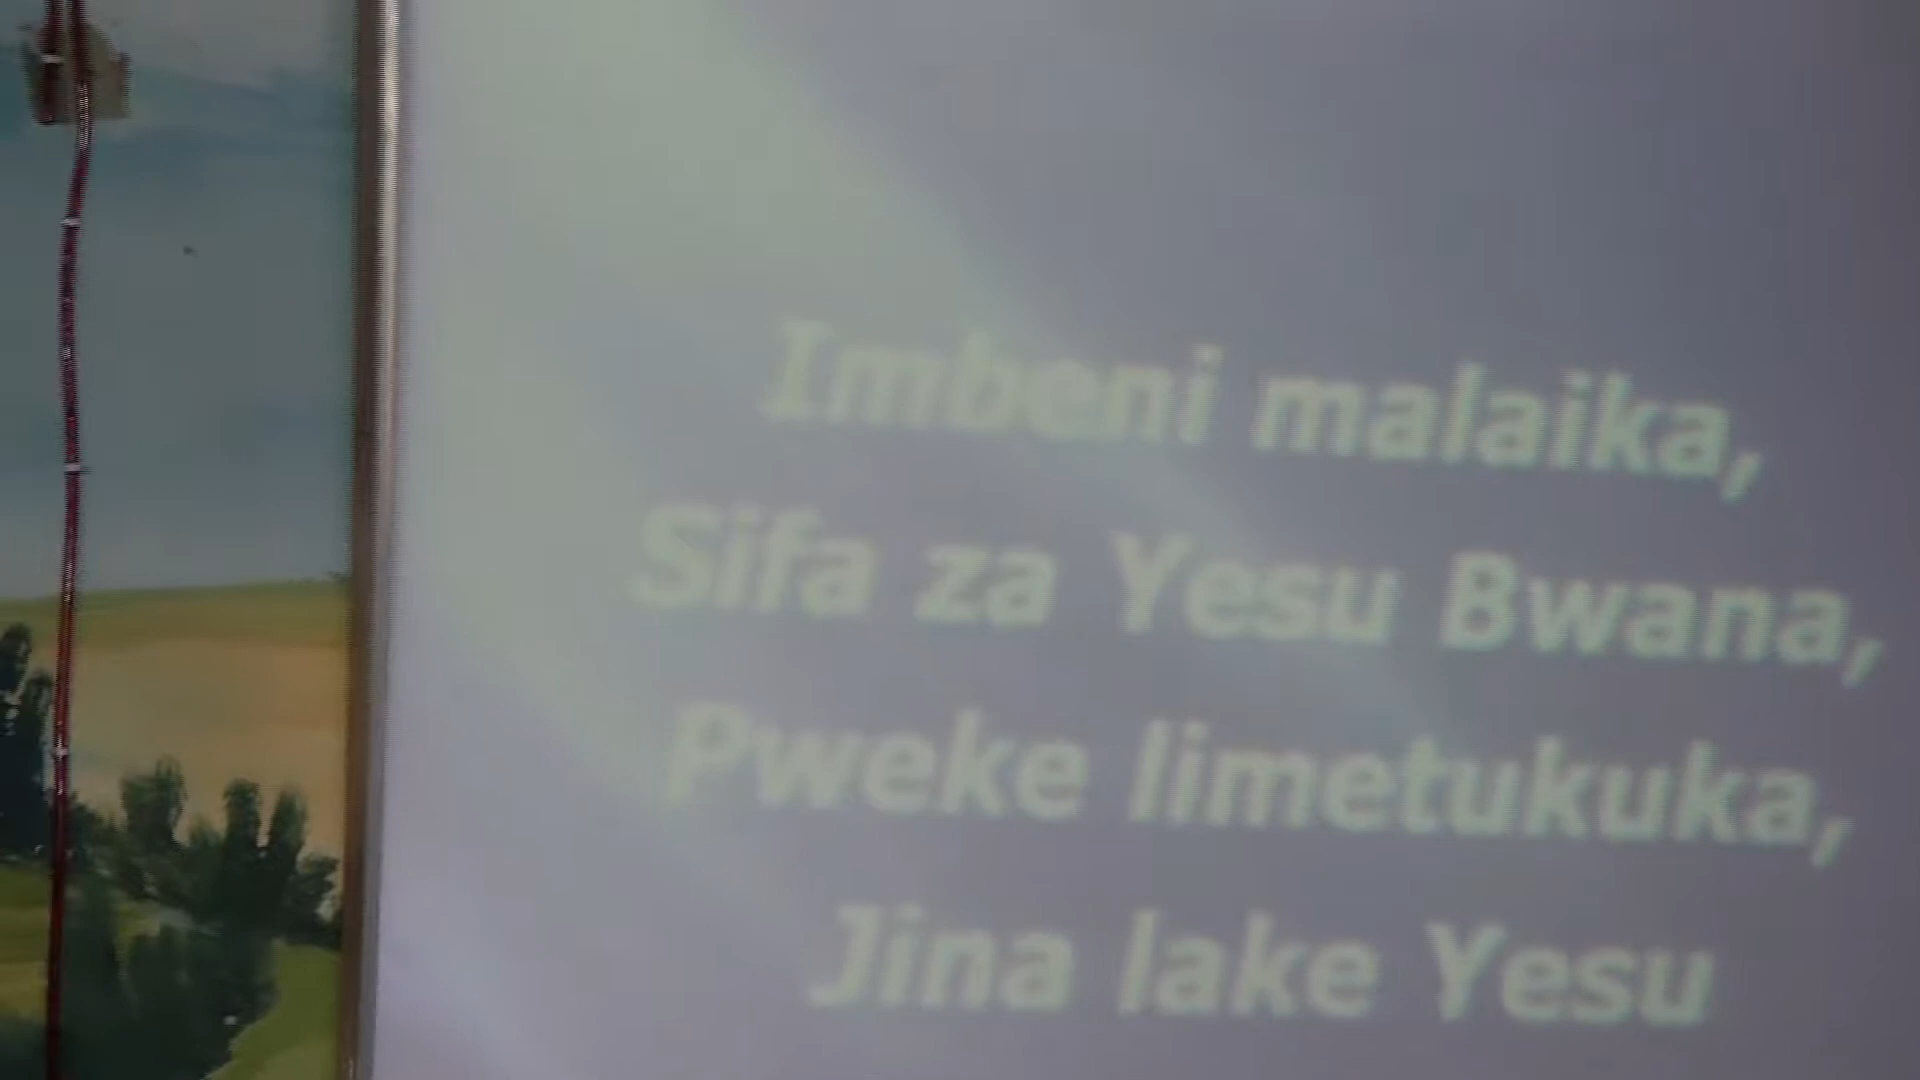 Imbeni malaika,
Sifa za Yesu Bwana,
Pweke limetukuka,
Jina lake Yesu